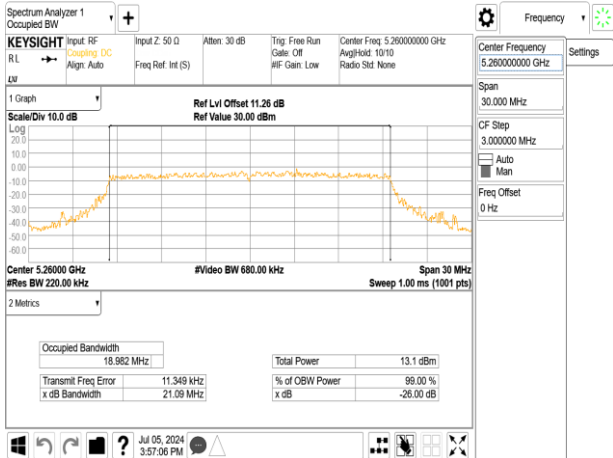 Spectrum Analyzer 1
Occupied BW
KEYSIGHT
RL
Input: RF
Coupling: DC
Align: Auto
Input Z: 50 Ω
Freq Ref: Int (S)
Atten: 30 dB
Trig: Free Run
Gate: Off
#IF Gain: Low
Center Freq: 5.260000000 GHz
Avg|Hold: 10/10
Radio Std: None
1 Graph
Scale/Div 10.0 dB
Ref Lvl Offset 11.26 dB
Ref Value 30.00 dBm
Log
20.0
10.0
0.00
-10.0
-20.0
-30.0
-40.0
-50.0
-60.0
Center 5.26000 GHz
#Video BW 680.00 kHz
Span 30 MHz
#Res BW 220.00 kHz
Sweep 1.00 ms (1001 pts)
2 Metrics
Occupied Bandwidth
18.982 MHz
Total Power 13.1 dBm
Transmit Freq Error 11.349 kHz
% of OBW Power 99.00 %
x dB Bandwidth 21.09 MHz
x dB -26.00 dB
Jul 05, 2024
3:57:06 PM
Frequency
Settings
Center Frequency
5.260000000 GHz
Span
30.000 MHz
CF Step
3.000000 MHz
Auto
Man
Freq Offset
0 Hz